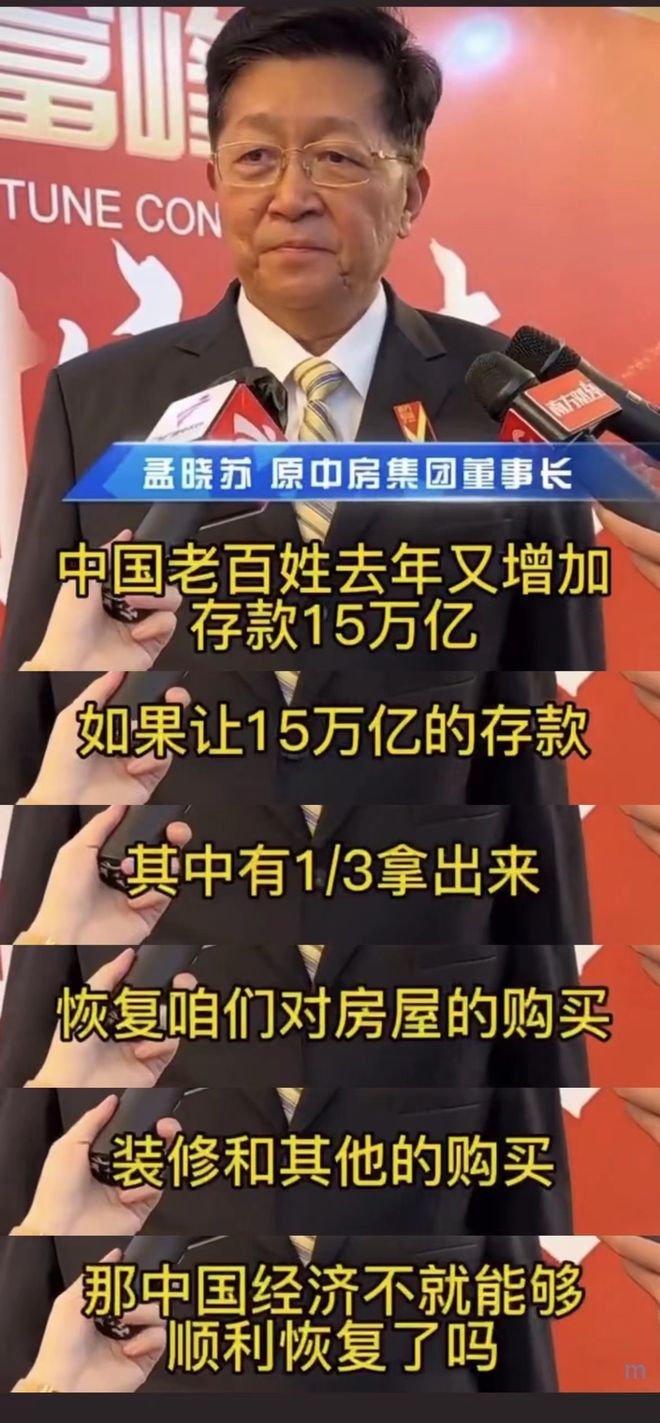 富峰
TUNE CON
南方财经
孟晓苏 原中房集团董事长
中国老百姓去年又增加
存款15万亿
如果让15万亿的存款
其中有1/3拿出来
恢复咱们对房屋的购买
装修和其他的购买
那中国经济不就能够
顺利恢复了吗
m